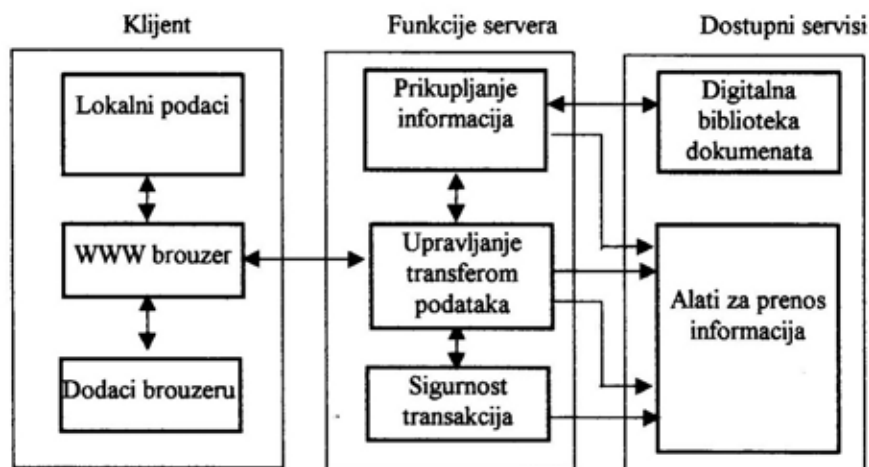 Klijent
Funkcije servera
Dostupni servisi
Lokalni podaci
WWW brouzer
Dodaci brouzeru
Prikupljanje
informacija
Upravljanje
transferom
podataka
Sigurnost
transakcija
Digitalna
biblioteka
dokumenata
Alati za prenos
informacija